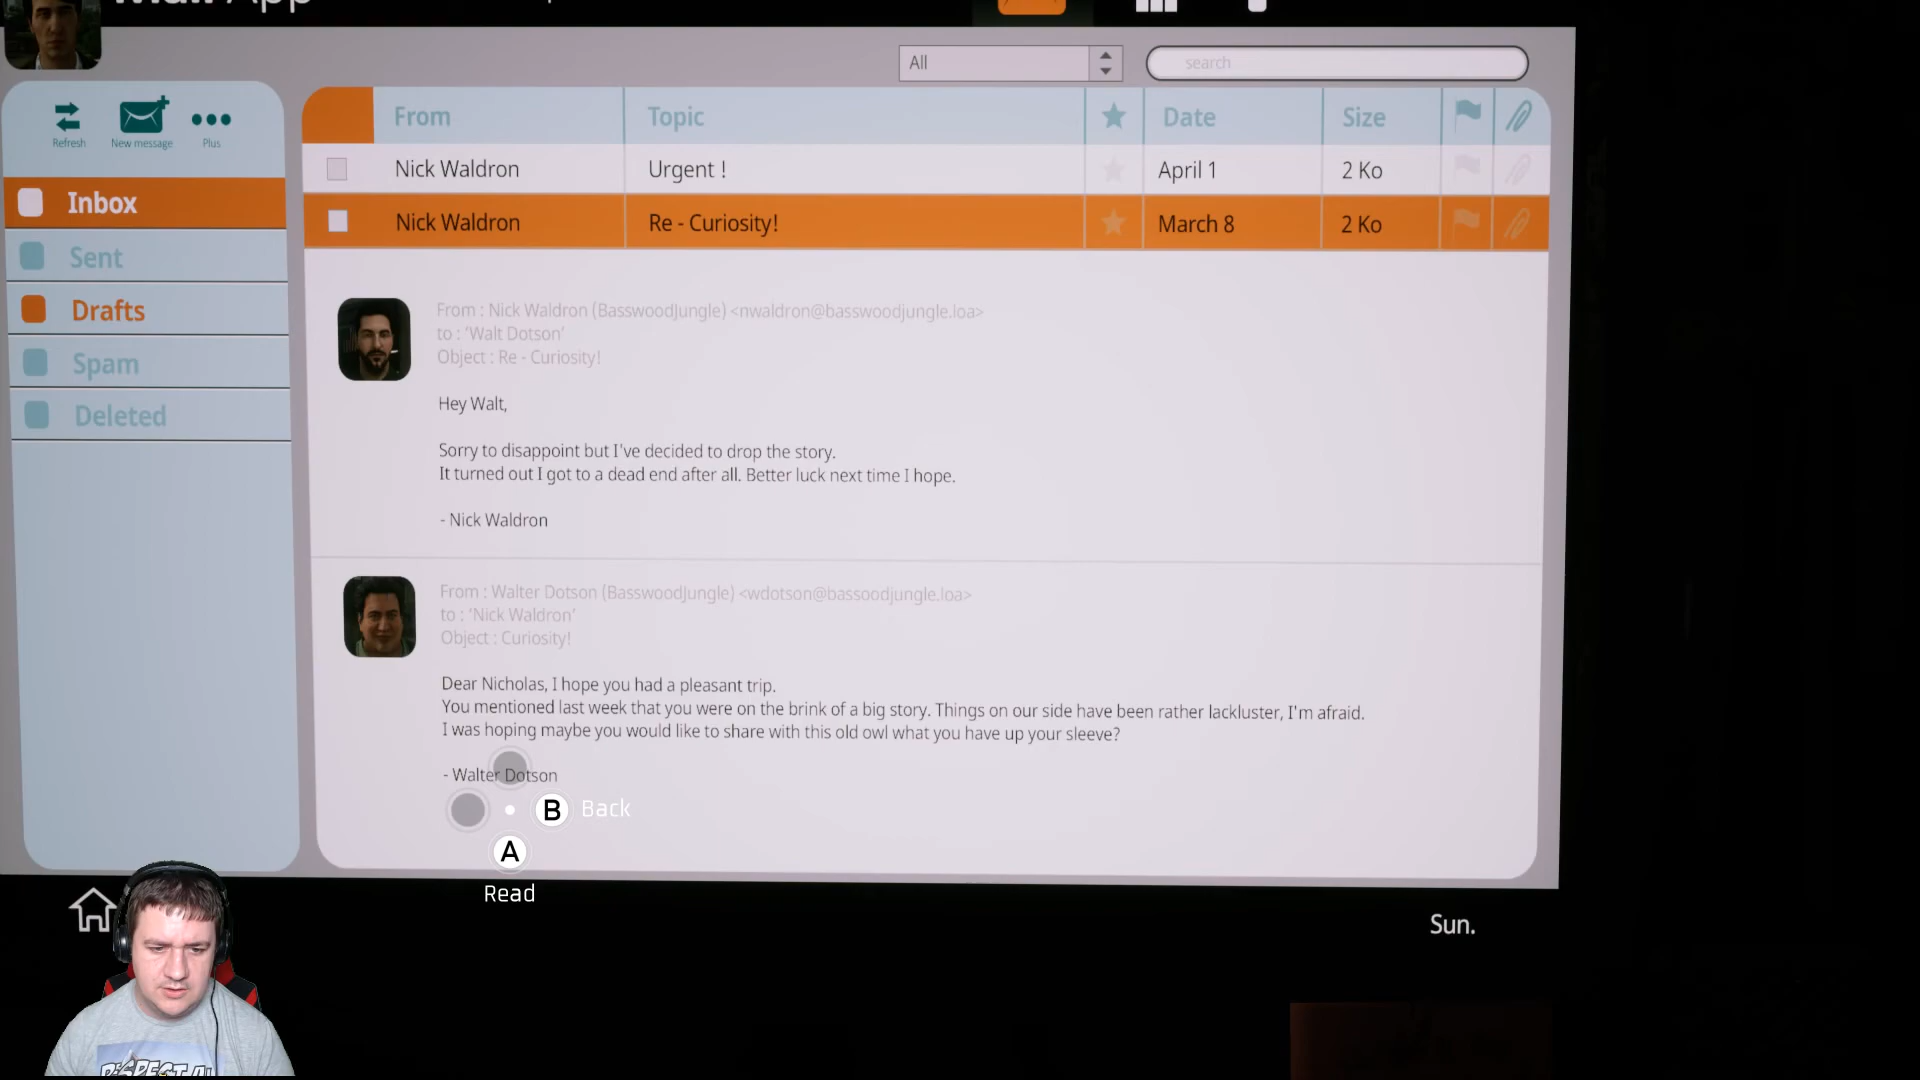 Mail App
All
search
Refresh
New message
Plus
From
Topic
Date
Size
Nick Waldron
Urgent !
April 1
2 Ko
Nick Waldron
Re - Curiosity!
March 8
2 Ko
Inbox
Sent
Drafts
Spam
Deleted
From : Nick Waldron (BasswoodJungle) <nwaldron@basswoodjungle.loa>
to : 'Walt Dotson'
Object : Re - Curiosity!
Hey Walt,
Sorry to disappoint but I've decided to drop the story.
It turned out I got to a dead end after all. Better luck next time I hope.
- Nick Waldron
From : Walter Dotson (BasswoodJungle) <wdotson@bassoodjungle.loa>
to : 'Nick Waldron'
Object : Curiosity!
Dear Nicholas, I hope you had a pleasant trip.
You mentioned last week that you were on the brink of a big story. Things on our side have been rather lackluster, I'm afraid.
I was hoping maybe you would like to share with this old owl what you have up your sleeve?
- Walter Dotson
B Back
A
Read
Sun.